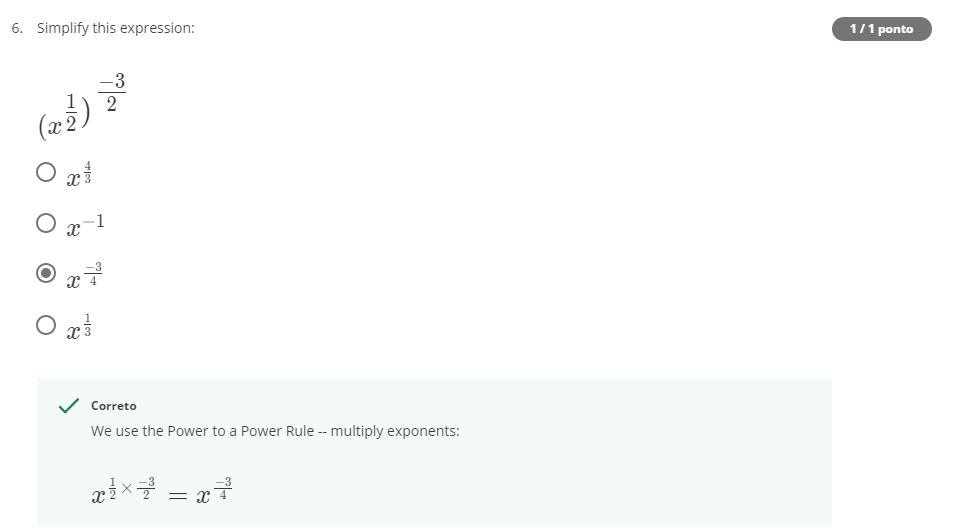 6. Simplify this expression:
1 / 1 ponto
(x^{\frac{1}{2}})^{\frac{-3}{2}}
x^{\frac{4}{3}}
x^{-1}
x^{\frac{-3}{4}}
x^{\frac{1}{3}}
Correto
We use the Power to a Power Rule -- multiply exponents:
x^{\frac{1}{2} \times \frac{-3}{2}} = x^{\frac{-3}{4}}